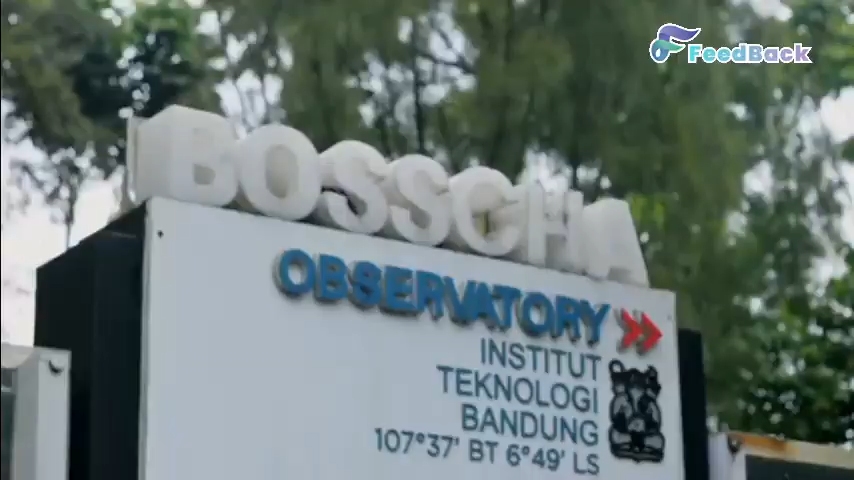 FeedBack
BOSSCHA
OBSERVATORY
INSTITUT
TEKNOLOGI
BANDUNG
107°37' BT 6°49' LS